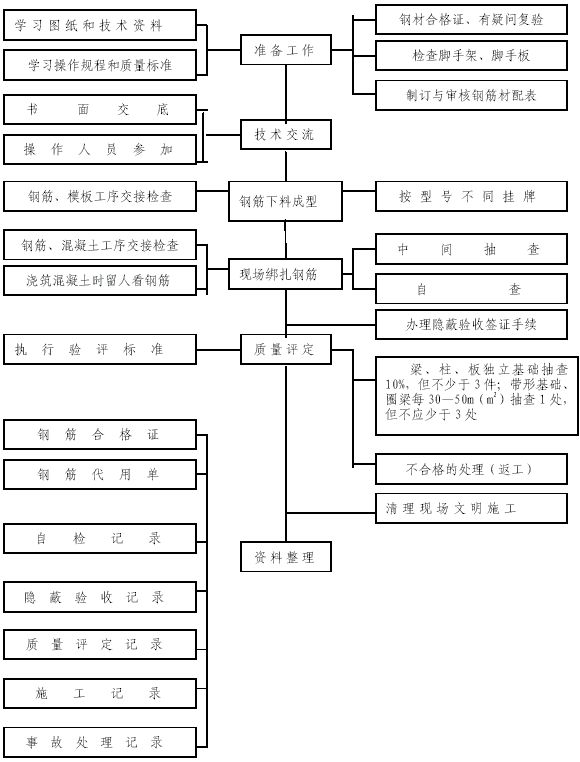 学习图纸和技术资料
钢材合格证、有疑问复验
准备工作
学习操作规程和质量标准
检查脚手架、脚手板
制订与审核钢筋材配表
书面交底
技术交流
操作人员参加
钢筋、模板工序交接检查
钢筋下料成型
按型号不同挂牌
钢筋、混凝土工序交接检查
中间抽查
现场绑扎钢筋
浇筑混凝土时留人看钢筋
自查
办理隐蔽验收签证手续
执行验评标准
质量评定
梁、柱、板独立基础抽查
10%，但不少于3件；带形基础、
圈梁每30—50m（m²）抽查1处，
但不应少于3处
钢筋合格证
钢筋代用单
不合格的处理（返工）
清理现场文明施工
自检记录
资料整理
隐蔽验收记录
质量评定记录
施工记录
事故处理记录